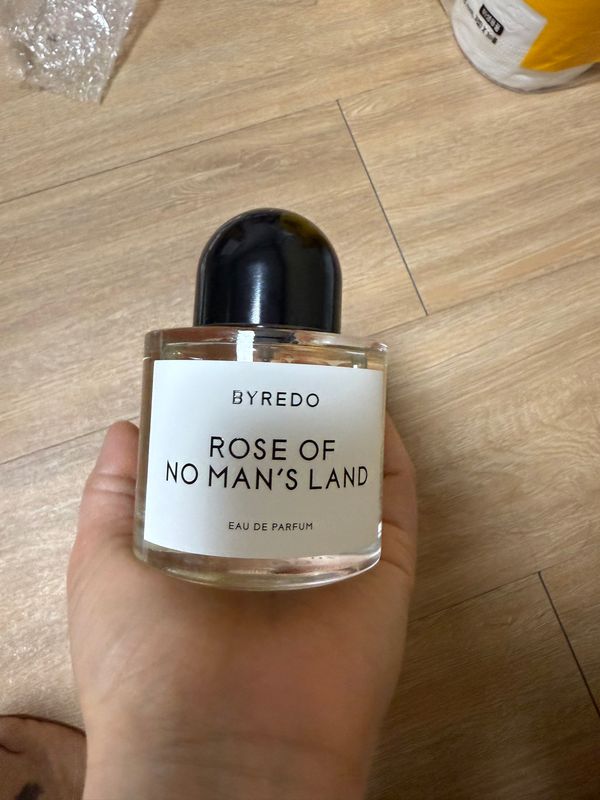 BYREDO
ROSE OF
NO MAN'S LAND
EAU DE PARFUM